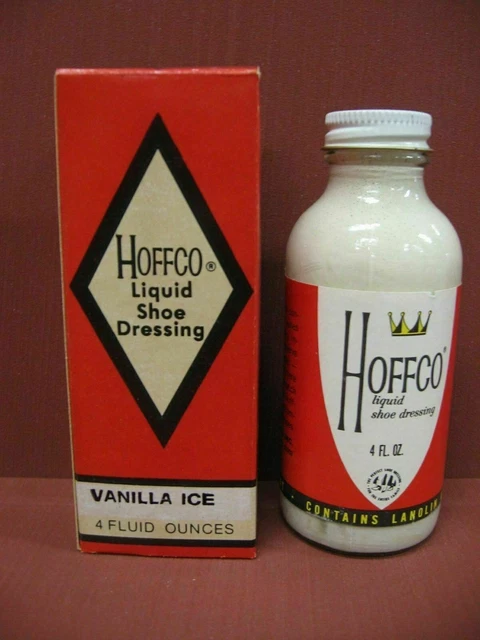 HOFFCO®
Liquid
Shoe
Dressing
VANILLA ICE
4 FLUID OUNCES
HOFFCO®
liquid
shoe dressing
4 FL. OZ.
CONTAINS LANOLIN